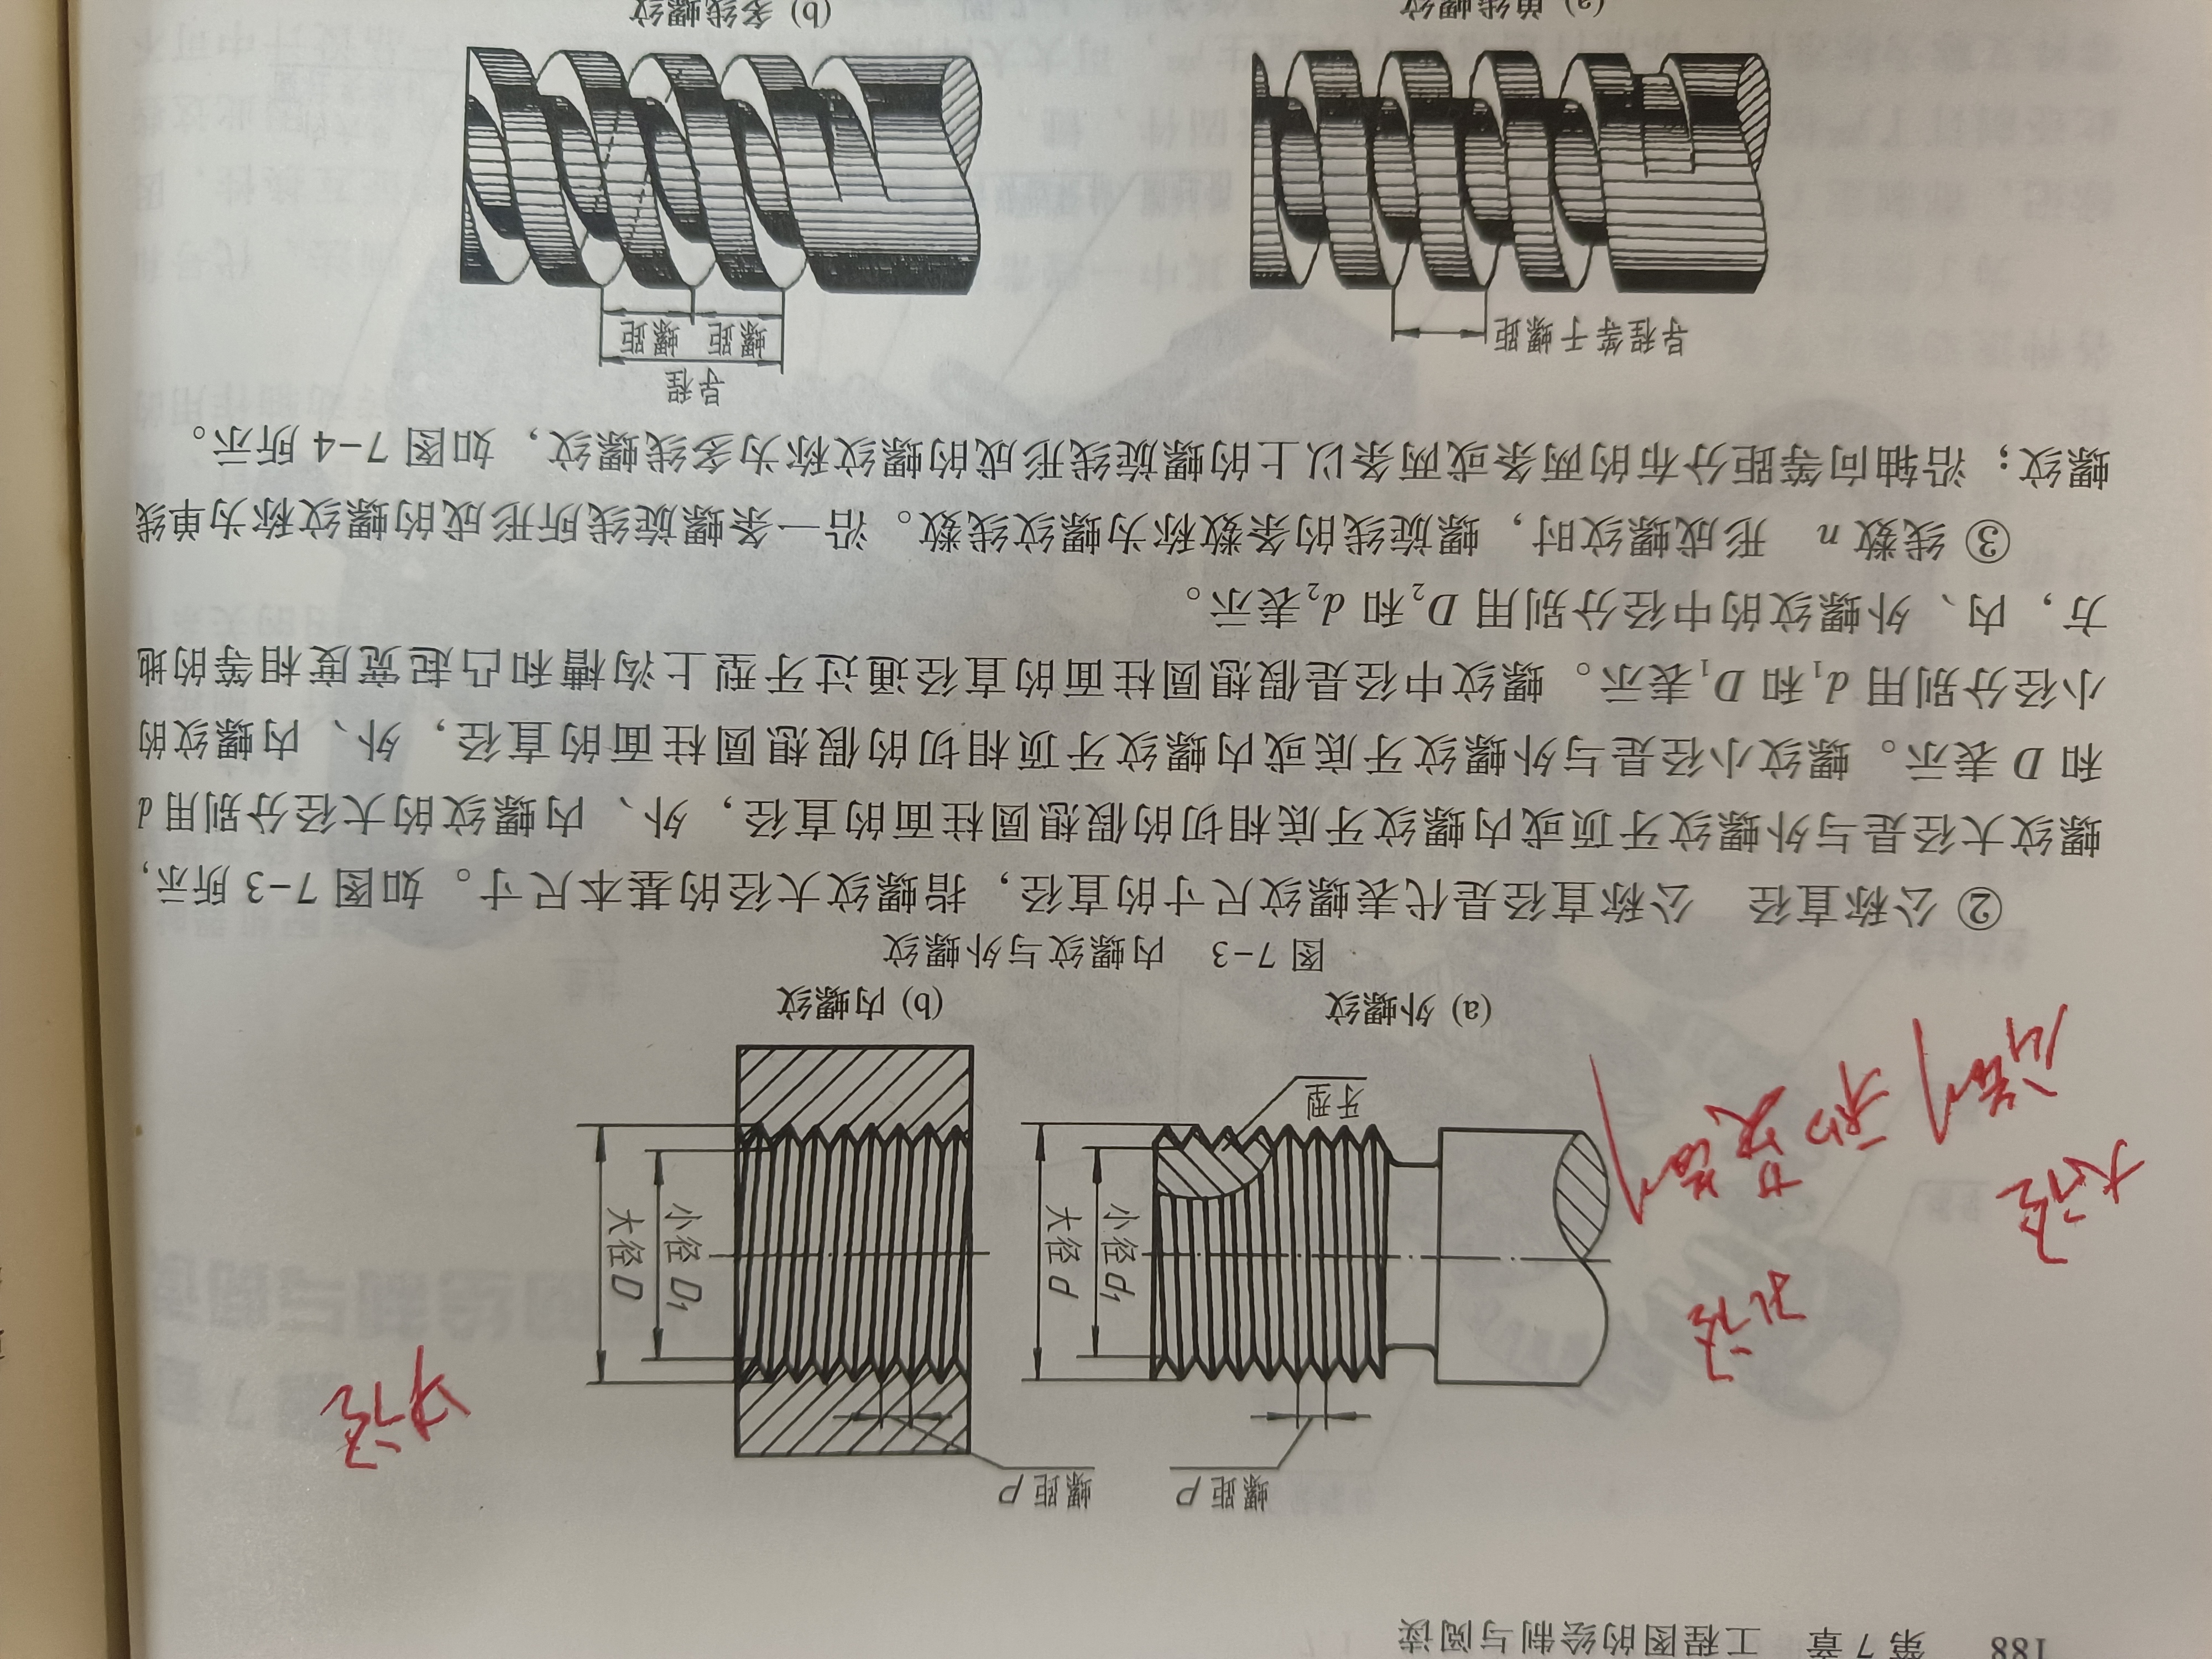 188 第 7 章 工程图的绘制与阅读
螺距 P
螺距 P
中径
孔径
大径
公制和英制
小径 d₁
大径 d
小径 D₁
大径 D
牙型
(a) 外螺纹
(b) 内螺纹
图 7-3 内螺纹与外螺纹
② 公称直径 公称直径是代表螺纹尺寸的直径，指螺纹大径的基本尺寸。如图 7-3 所示，
螺纹大径是与外螺纹牙顶或内螺纹牙底相切的假想圆柱面的直径，外、内螺纹的大径分别用 d
和 D 表示。螺纹小径是与外螺纹牙底或内螺纹牙顶相切的假想圆柱面的直径，外、内螺纹的
小径分别用 d₁和 D₁表示。螺纹中径是假想圆柱面的直径通过牙型上沟槽和凸起宽度相等的地
方，内、外螺纹的中径分别用 D₂和 d₂表示。
③ 线数 n 形成螺纹时，螺旋线的条数称为螺纹线数。沿一条螺旋线所形成的螺纹称为单线
螺纹；沿轴向等距分布的两条或两条以上的螺旋线形成的螺纹称为多线螺纹，如图 7-4 所示。
导程等于螺距
导程
螺距 螺距
(a) 单线螺纹
(b) 多线螺纹